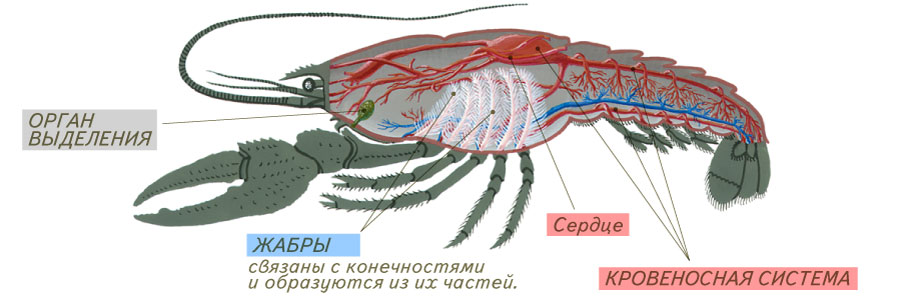 ОРГАН
ВЫДЕЛЕНИЯ
ЖАБРЫ
связаны с конечностями
и образуются из их частей.
Сердце
КРОВЕНОСНАЯ СИСТЕМА